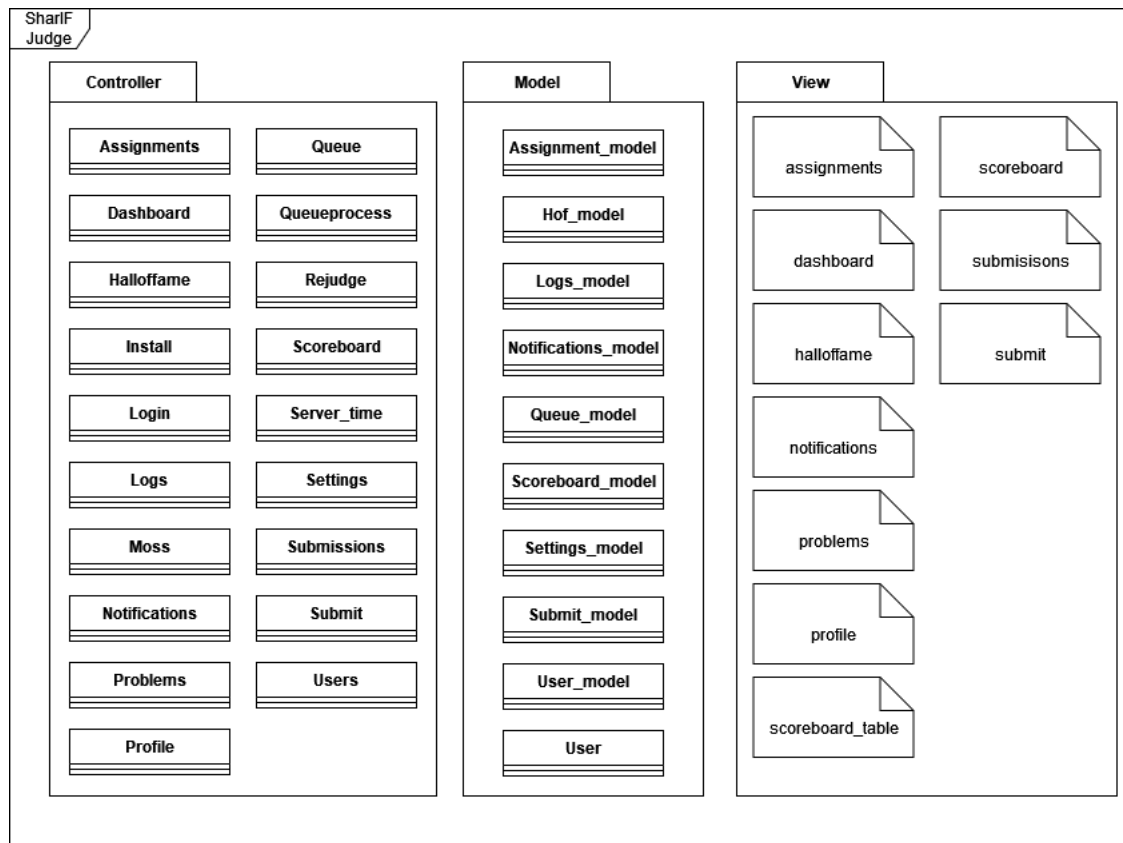 SharIF
Judge
Controller
Assignments
Dashboard
Halloffame
Install
Login
Logs
Moss
Notifications
Problems
Profile
Queue
Queueprocess
Rejudge
Scoreboard
Server_time
Settings
Submissions
Submit
Users
Model
Assignment_model
Hof_model
Logs_model
Notifications_model
Queue_model
Scoreboard_model
Settings_model
Submit_model
User_model
User
View
assignments
dashboard
halloffame
notifications
problems
profile
scoreboard_table
scoreboard
submisisons
submit